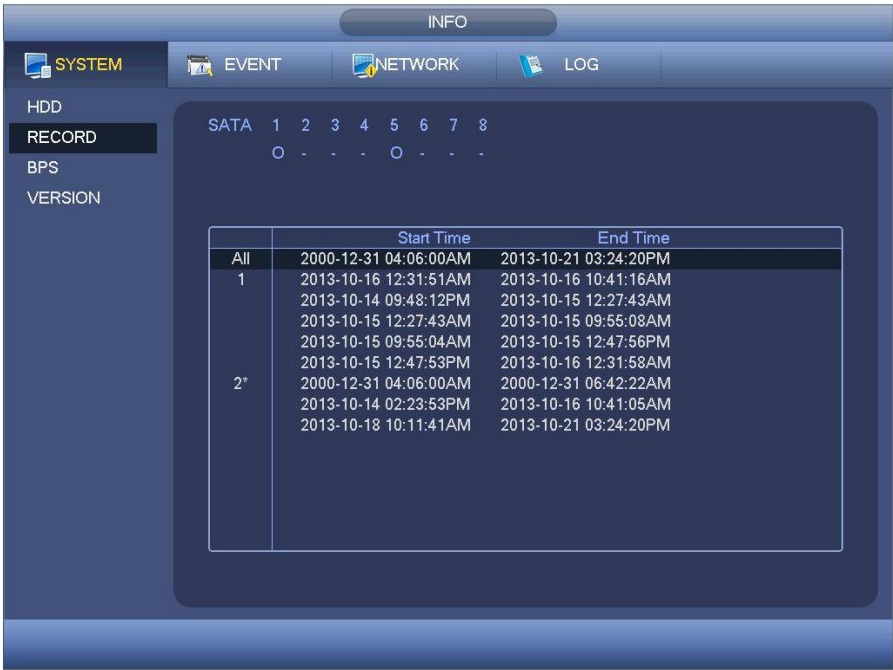 INFO
SYSTEM EVENT NETWORK LOG
HDD
RECORD
BPS
VERSION
SATA 1 2 3 4 5 6 7 8
O - - - O - - -
Start Time End Time
All 2000-12-31 04:06:00AM 2013-10-21 03:24:20PM
1 2013-10-16 12:31:51AM 2013-10-16 10:41:16AM
2013-10-14 09:48:12PM 2013-10-15 12:27:43AM
2013-10-15 12:27:43AM 2013-10-15 09:55:08AM
2013-10-15 09:55:04AM 2013-10-15 12:47:56PM
2013-10-15 12:47:53PM 2013-10-16 12:31:58AM
2* 2000-12-31 04:06:00AM 2000-12-31 06:42:22AM
2013-10-14 02:23:53PM 2013-10-16 10:41:05AM
2013-10-18 10:11:41AM 2013-10-21 03:24:20PM